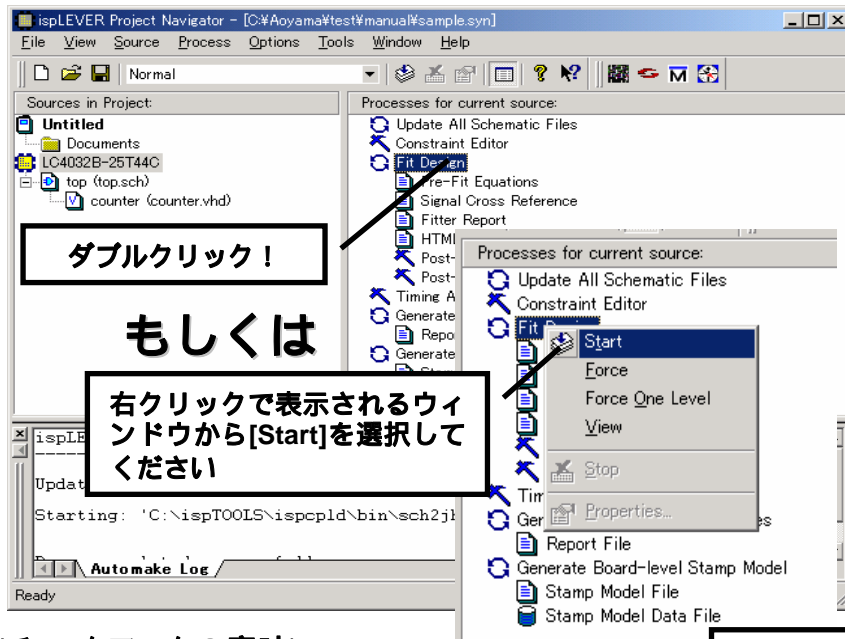 ispLEVER Project Navigator - [C:¥Aoyama¥test¥manual¥sample.syn]
File View Source Process Options Tools Window Help
Normal
Sources in Project:
Untitled
Documents
LC4032B-25T44C
top (top.sch)
counter (counter.vhd)
Processes for current source:
Update All Schematic Files
Constraint Editor
Fit Design
Pre-Fit Equations
Signal Cross Reference
Fitter Report
HTML
Post-
Post-
Timing A
Generate
Repo
Generate
ダブルクリック！
もしくは
右クリックで表示されるウィ
ンドウから[Start]を選択して
ください
Processes for current source:
Update All Schematic Files
Constraint Editor
Fit
Start
Force
Force One Level
View
Stop
Properties...
Tim
Gen
es
Report File
Generate Board-level Stamp Model
Stamp Model File
Stamp Model Data File
ispLE
Updat
Starting: 'C:\ispTOOLS\ispcpld\bin\sch2jh
Automake Log
Ready